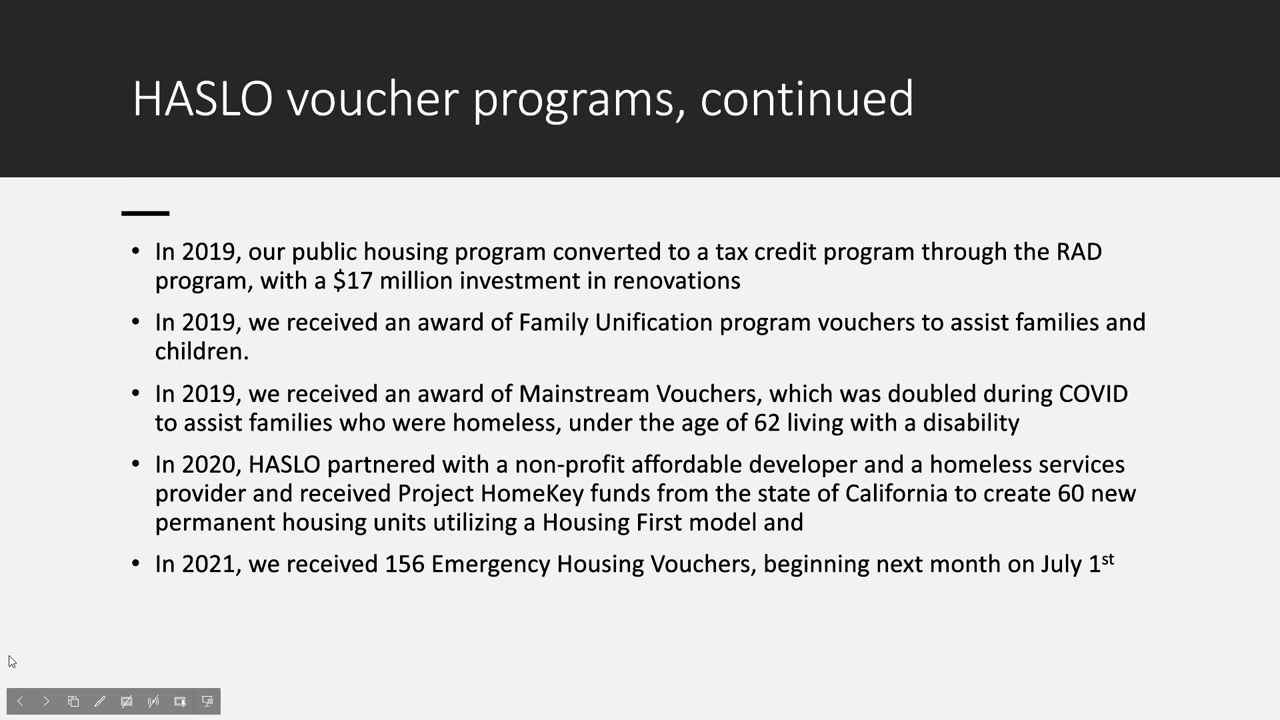 HASLO voucher programs, continued
• In 2019, our public housing program converted to a tax credit program through the RAD
program, with a $17 million investment in renovations
• In 2019, we received an award of Family Unification program vouchers to assist families and
children.
• In 2019, we received an award of Mainstream Vouchers, which was doubled during COVID
to assist families who were homeless, under the age of 62 living with a disability
• In 2020, HASLO partnered with a non-profit affordable developer and a homeless services
provider and received Project HomeKey funds from the state of California to create 60 new
permanent housing units utilizing a Housing First model and
• In 2021, we received 156 Emergency Housing Vouchers, beginning next month on July 1st